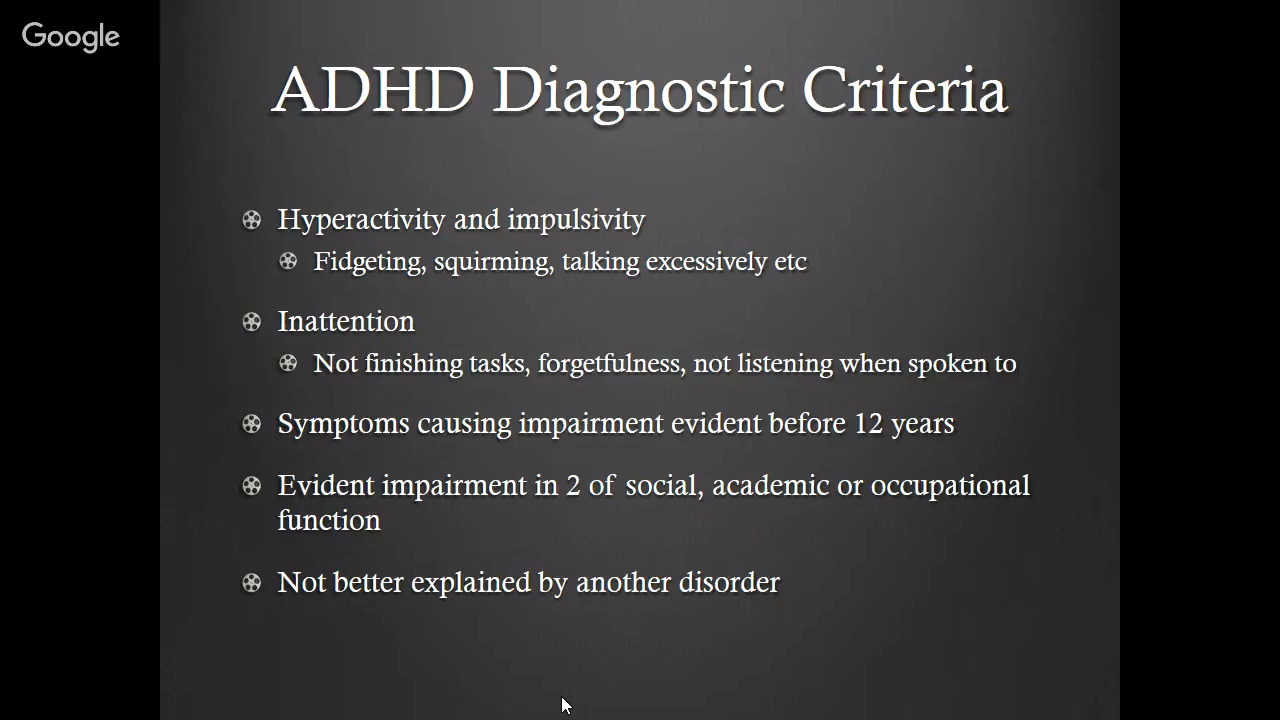 Google
ADHD Diagnostic Criteria
Hyperactivity and impulsivity
Fidgeting, squirming, talking excessively etc
Inattention
Not finishing tasks, forgetfulness, not listening when spoken to
Symptoms causing impairment evident before 12 years
Evident impairment in 2 of social, academic or occupational
function
Not better explained by another disorder